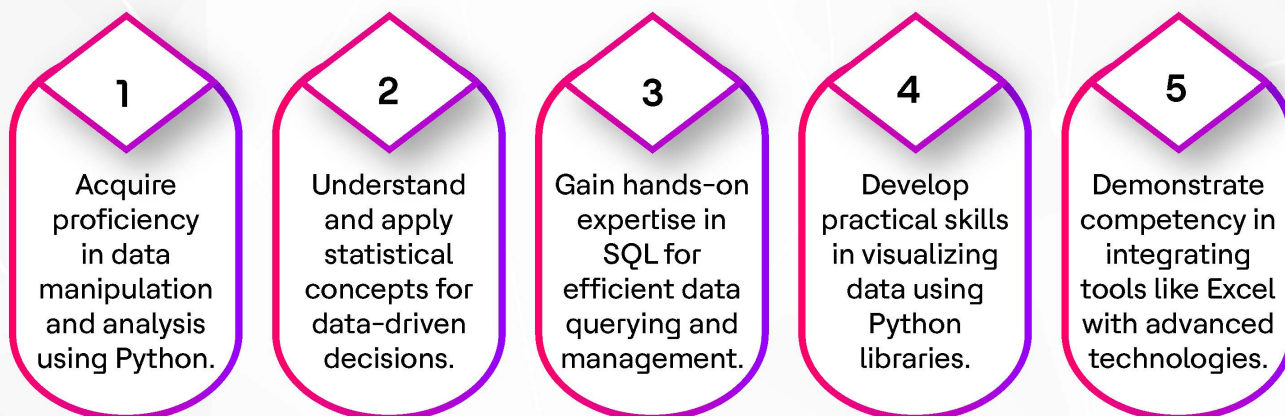 1
Acquire
proficiency
in data
manipulation
and analysis
using Python.
2
Understand
and apply
statistical
concepts for
data-driven
decisions.
3
Gain hands-on
expertise in
SQL for
efficient data
querying and
management.
4
Develop
practical skills
in visualizing
data using
Python
libraries.
5
Demonstrate
competency in
integrating
tools like Excel
with advanced
technologies.